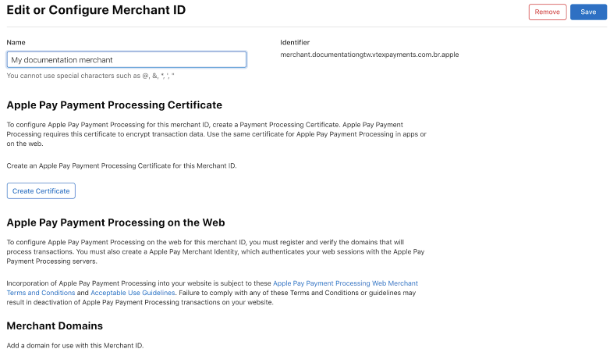 Edit or Configure Merchant ID
Remove
Save
Name
Identifier
My documentation merchant
merchant.documentationgtw.vtexpayments.com.br.apple
You cannot use special characters such as @, &, *, ', "
Apple Pay Payment Processing Certificate
To configure Apple Pay Payment Processing for this merchant ID, create a Payment Processing Certificate. Apple Pay Payment
Processing requires this certificate to encrypt transaction data. Use the same certificate for Apple Pay Payment Processing in apps or
on the web.
Create an Apple Pay Payment Processing Certificate for this Merchant ID.
Create Certificate
Apple Pay Payment Processing on the Web
To configure Apple Pay Payment Processing on the web for this merchant ID, you must register and verify the domains that will
process transactions. You must also create a Apple Pay Merchant Identity, which authenticates your web sessions with the Apple Pay
Payment Processing servers.
Incorporation of Apple Pay Payment Processing into your website is subject to these Apple Pay Payment Processing Web Merchant
Terms and Conditions and Acceptable Use Guidelines. Failure to comply with any of these Terms and Conditions or guidelines may
result in deactivation of Apple Pay Payment Processing transactions on your website.
Merchant Domains
Add a domain for use with this Merchant ID.